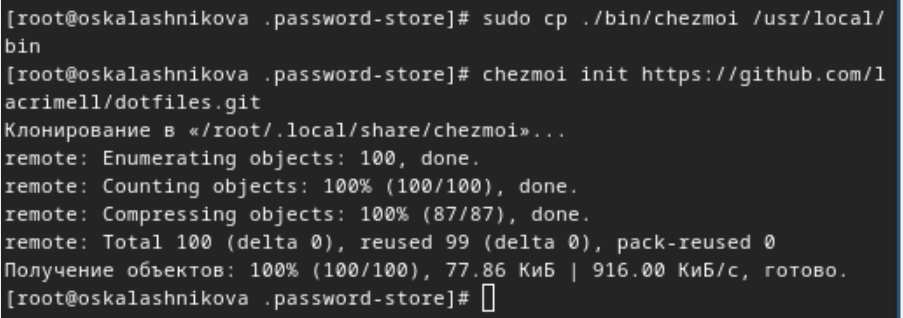 [root@oskalashnikova .password-store]# sudo cp ./bin/chezmoi /usr/local/
bin
[root@oskalashnikova .password-store]# chezmoi init https://github.com/l
acrimell/dotfiles.git
Клонирование в «/root/.local/share/chezmoi»...
remote: Enumerating objects: 100, done.
remote: Counting objects: 100% (100/100), done.
remote: Compressing objects: 100% (87/87), done.
remote: Total 100 (delta 0), reused 99 (delta 0), pack-reused 0
Получение объектов: 100% (100/100), 77.86 КиБ | 916.00 КиБ/с, готово.
[root@oskalashnikova .password-store]#